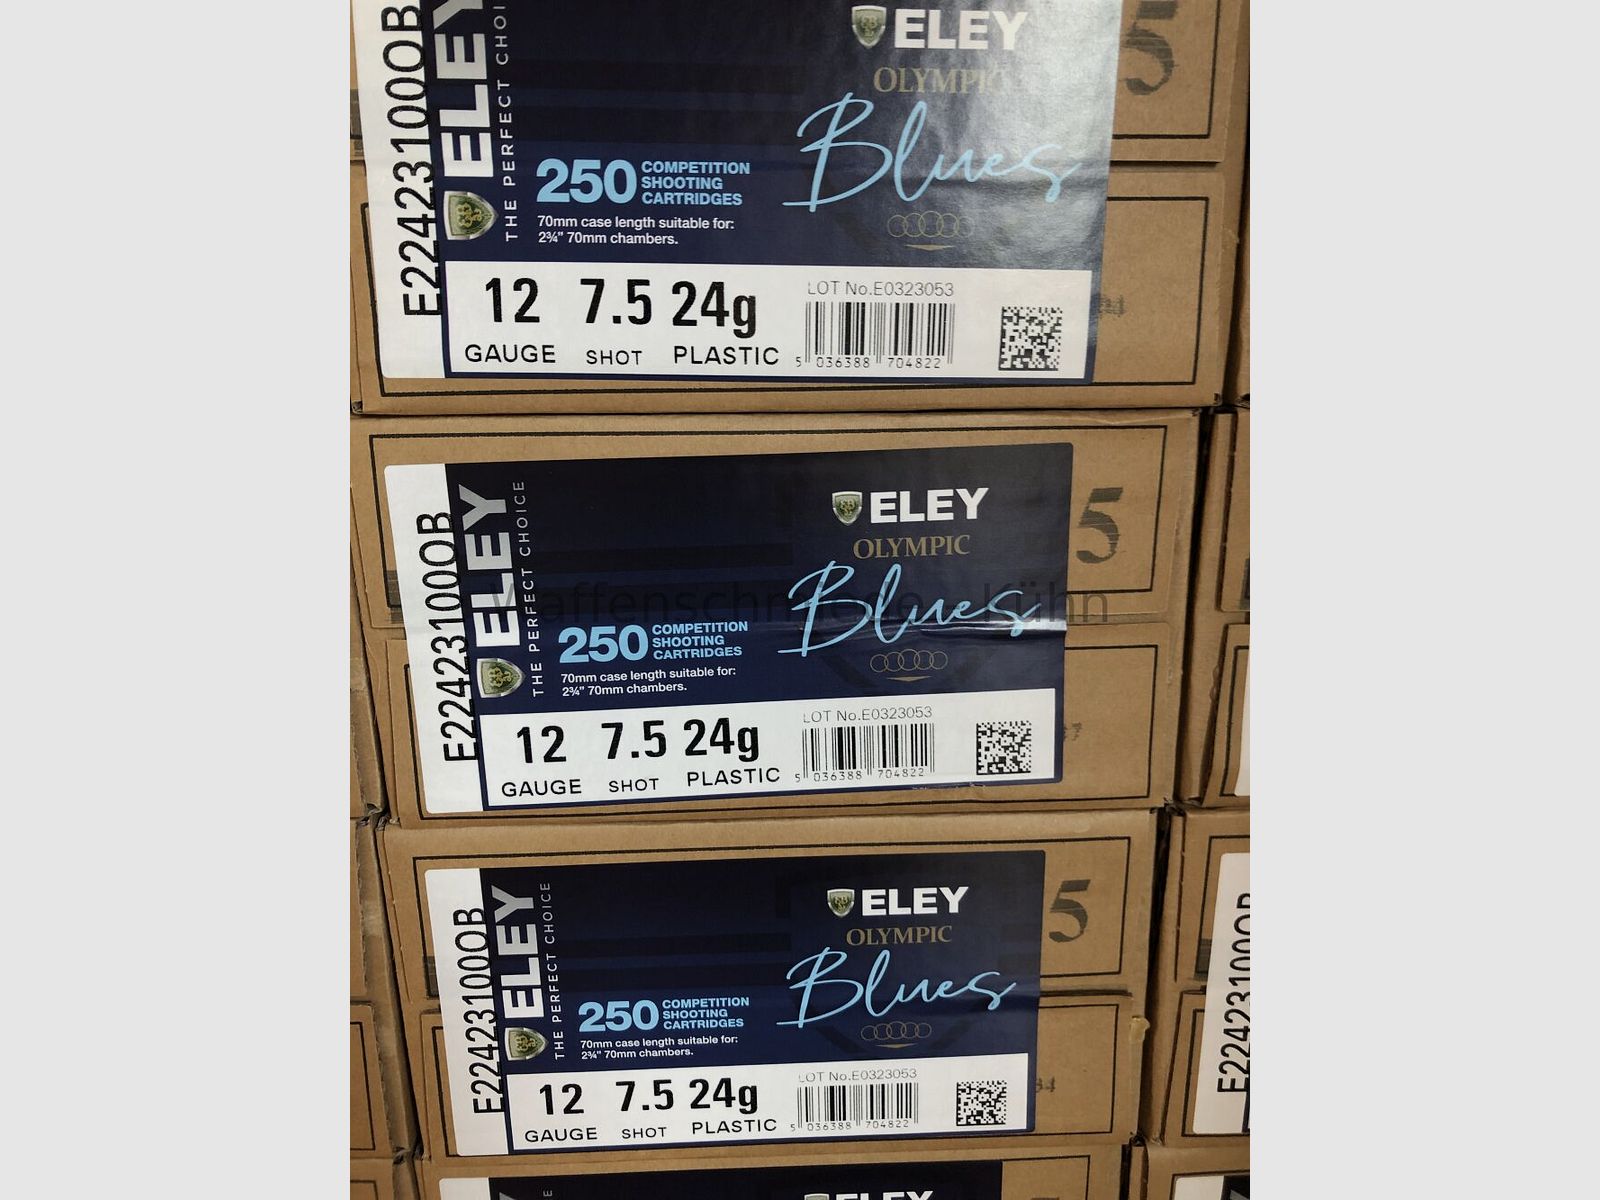 E22423100OB
ELEY
THE PERFECT CHOICE
ELEY
OLYMPIC
Blues
250 COMPETITION
SHOOTING
CARTRIDGES
70mm case length suitable for:
2¾" 70mm chambers.
12 7.5 24g
GAUGE SHOT PLASTIC
LOT No.E0323053
5 036388 704822
5
E22423100OB
ELEY
THE PERFECT CHOICE
ELEY
OLYMPIC
Blues
Waffenschmiede - Kühn
250 COMPETITION
SHOOTING
CARTRIDGES
70mm case length suitable for:
2¾" 70mm chambers.
12 7.5 24g
GAUGE SHOT PLASTIC
LOT No.E0323053
5 036388 704822
5
E22423100OB
ELEY
THE PERFECT CHOICE
ELEY
OLYMPIC
Blues
250 COMPETITION
SHOOTING
CARTRIDGES
70mm case length suitable for:
2¾" 70mm chambers.
12 7.5 24g
GAUGE SHOT PLASTIC
LOT No.E0323053
5 036388 704822
5
E22423100OB
ELEY